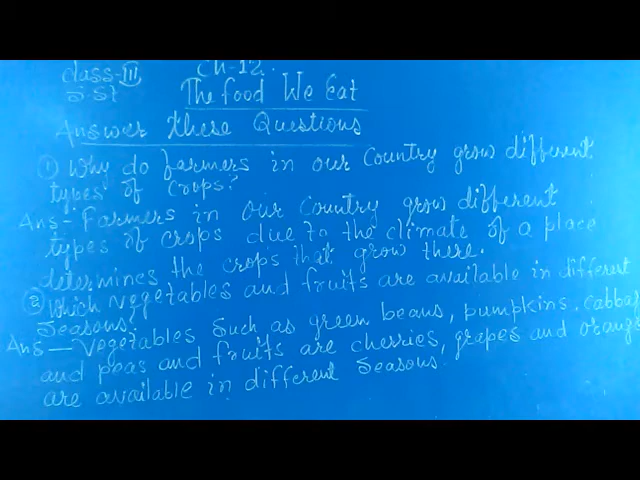 Class-III
Ch-12.
S.St
The food We Eat
Answer these Questions
① Why do farmers in our Country grow different
types of crops?
Ans:- Farmers in our Country grow different
types of crops due to the climate of a place
determines the crops that grow there.
② Which vegetables and fruits are available in different
Seasons;
Ans — Vegetables Such as green beans, pumpkins, cabbag
and peas and fruits are cherries, grapes and orange
are available in different Seasons.